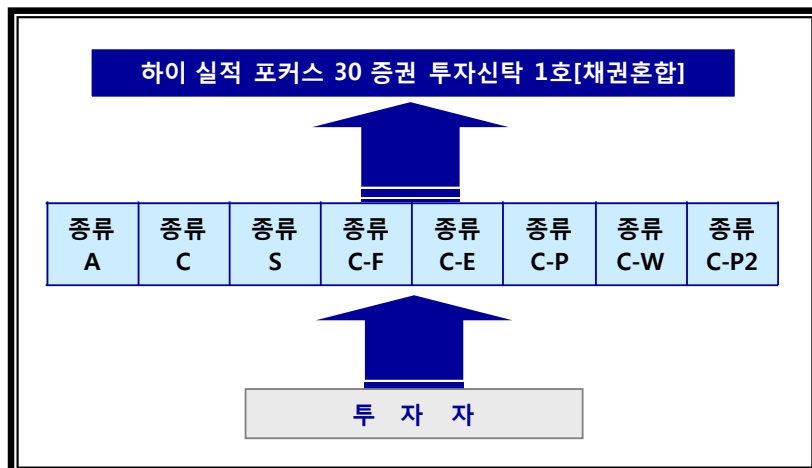 하이 실적 포커스 30 증권 투자신탁 1호[채권혼합]
종류 종류 종류 종류 종류 종류 종류 종류
A C S C-F C-E C-P C-W C-P2
투 자 자